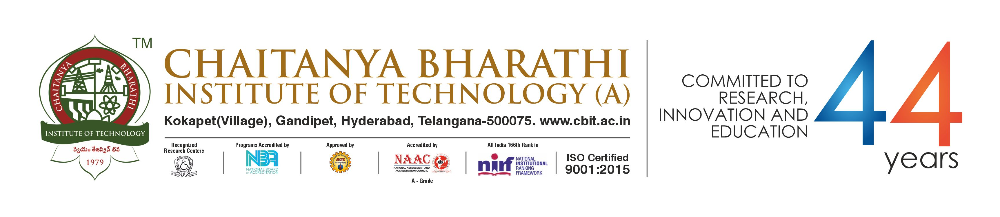 TM
CHAITANYA BHARATHI
INSTITUTE OF TECHNOLOGY
స్వయం తేజస్విన్ భవ
1979
CHAITANYA BHARATHI
INSTITUTE OF TECHNOLOGY (A)
Kokapet(Village), Gandipet, Hyderabad, Telangana-500075. www.cbit.ac.in
Recognized
Research Centers
Programs Accredited by
NBA
NATIONAL BOARD
OF ACCREDITATION
Approved by
AICTE
Accredited by
NAAC
NATIONAL ASSESSMENT AND
ACCREDITATION COUNCIL
A - Grade
All India 166th Rank in
nirf
NATIONAL
INSTITUTIONAL
RANKING
FRAMEWORK
ISO Certified
9001:2015
COMMITTED TO
RESEARCH,
INNOVATION AND
EDUCATION
44
years